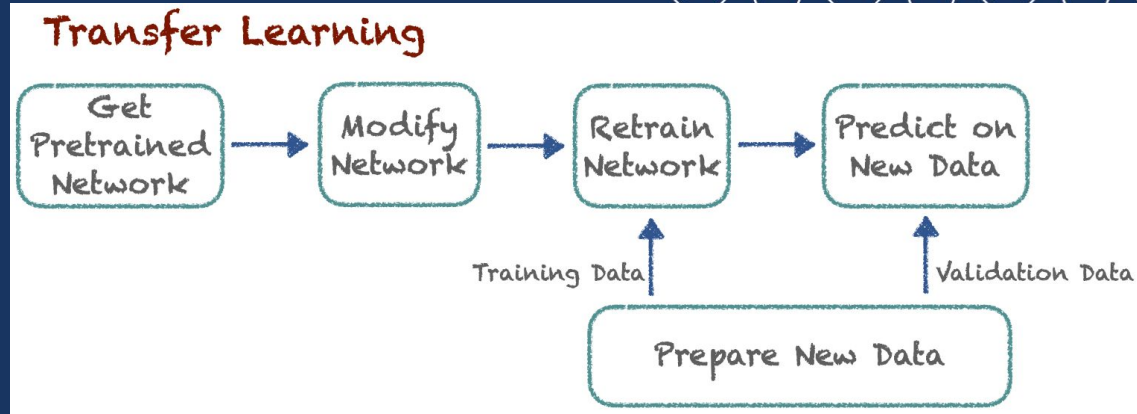 Transfer Learning
Get
Pretrained
Network
Modify
Network
Retrain
Network
Predict on
New Data
Training Data
Validation Data
Prepare New Data